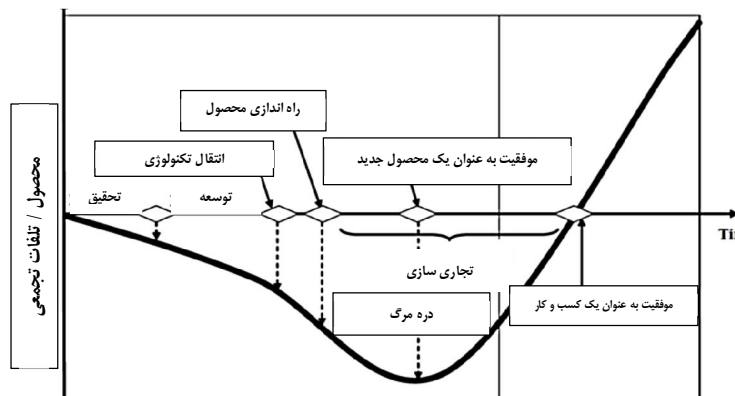 راه اندازی محصول
انتقال تکنولوژی
موفقیت به عنوان یک محصول جدید
تحقیق
توسعه
محصول / تلفات تجمعی
تجاری سازی
دره مرگ
موفقیت به عنوان یک کسب و کار